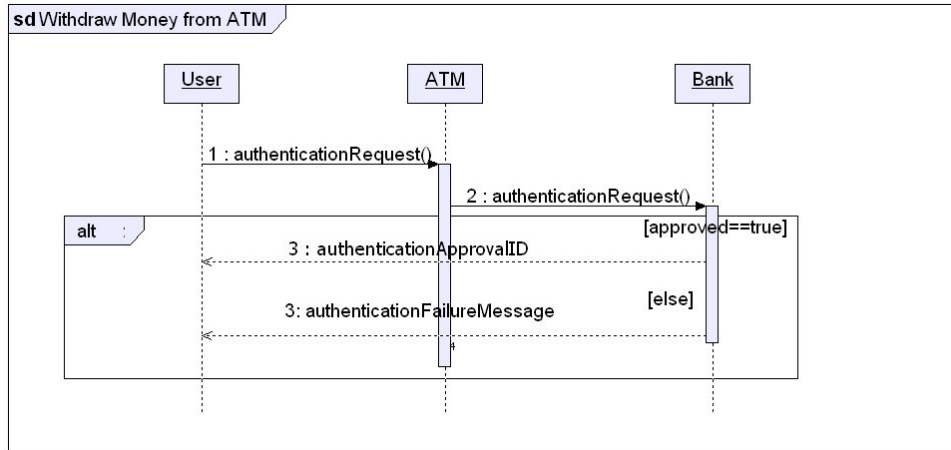 sd Withdraw Money from ATM
User
ATM
Bank
1 : authenticationRequest()
2 : authenticationRequest()
alt :
[approved==true]
3 : authenticationApprovalID
[else]
3: authenticationFailureMessage
4